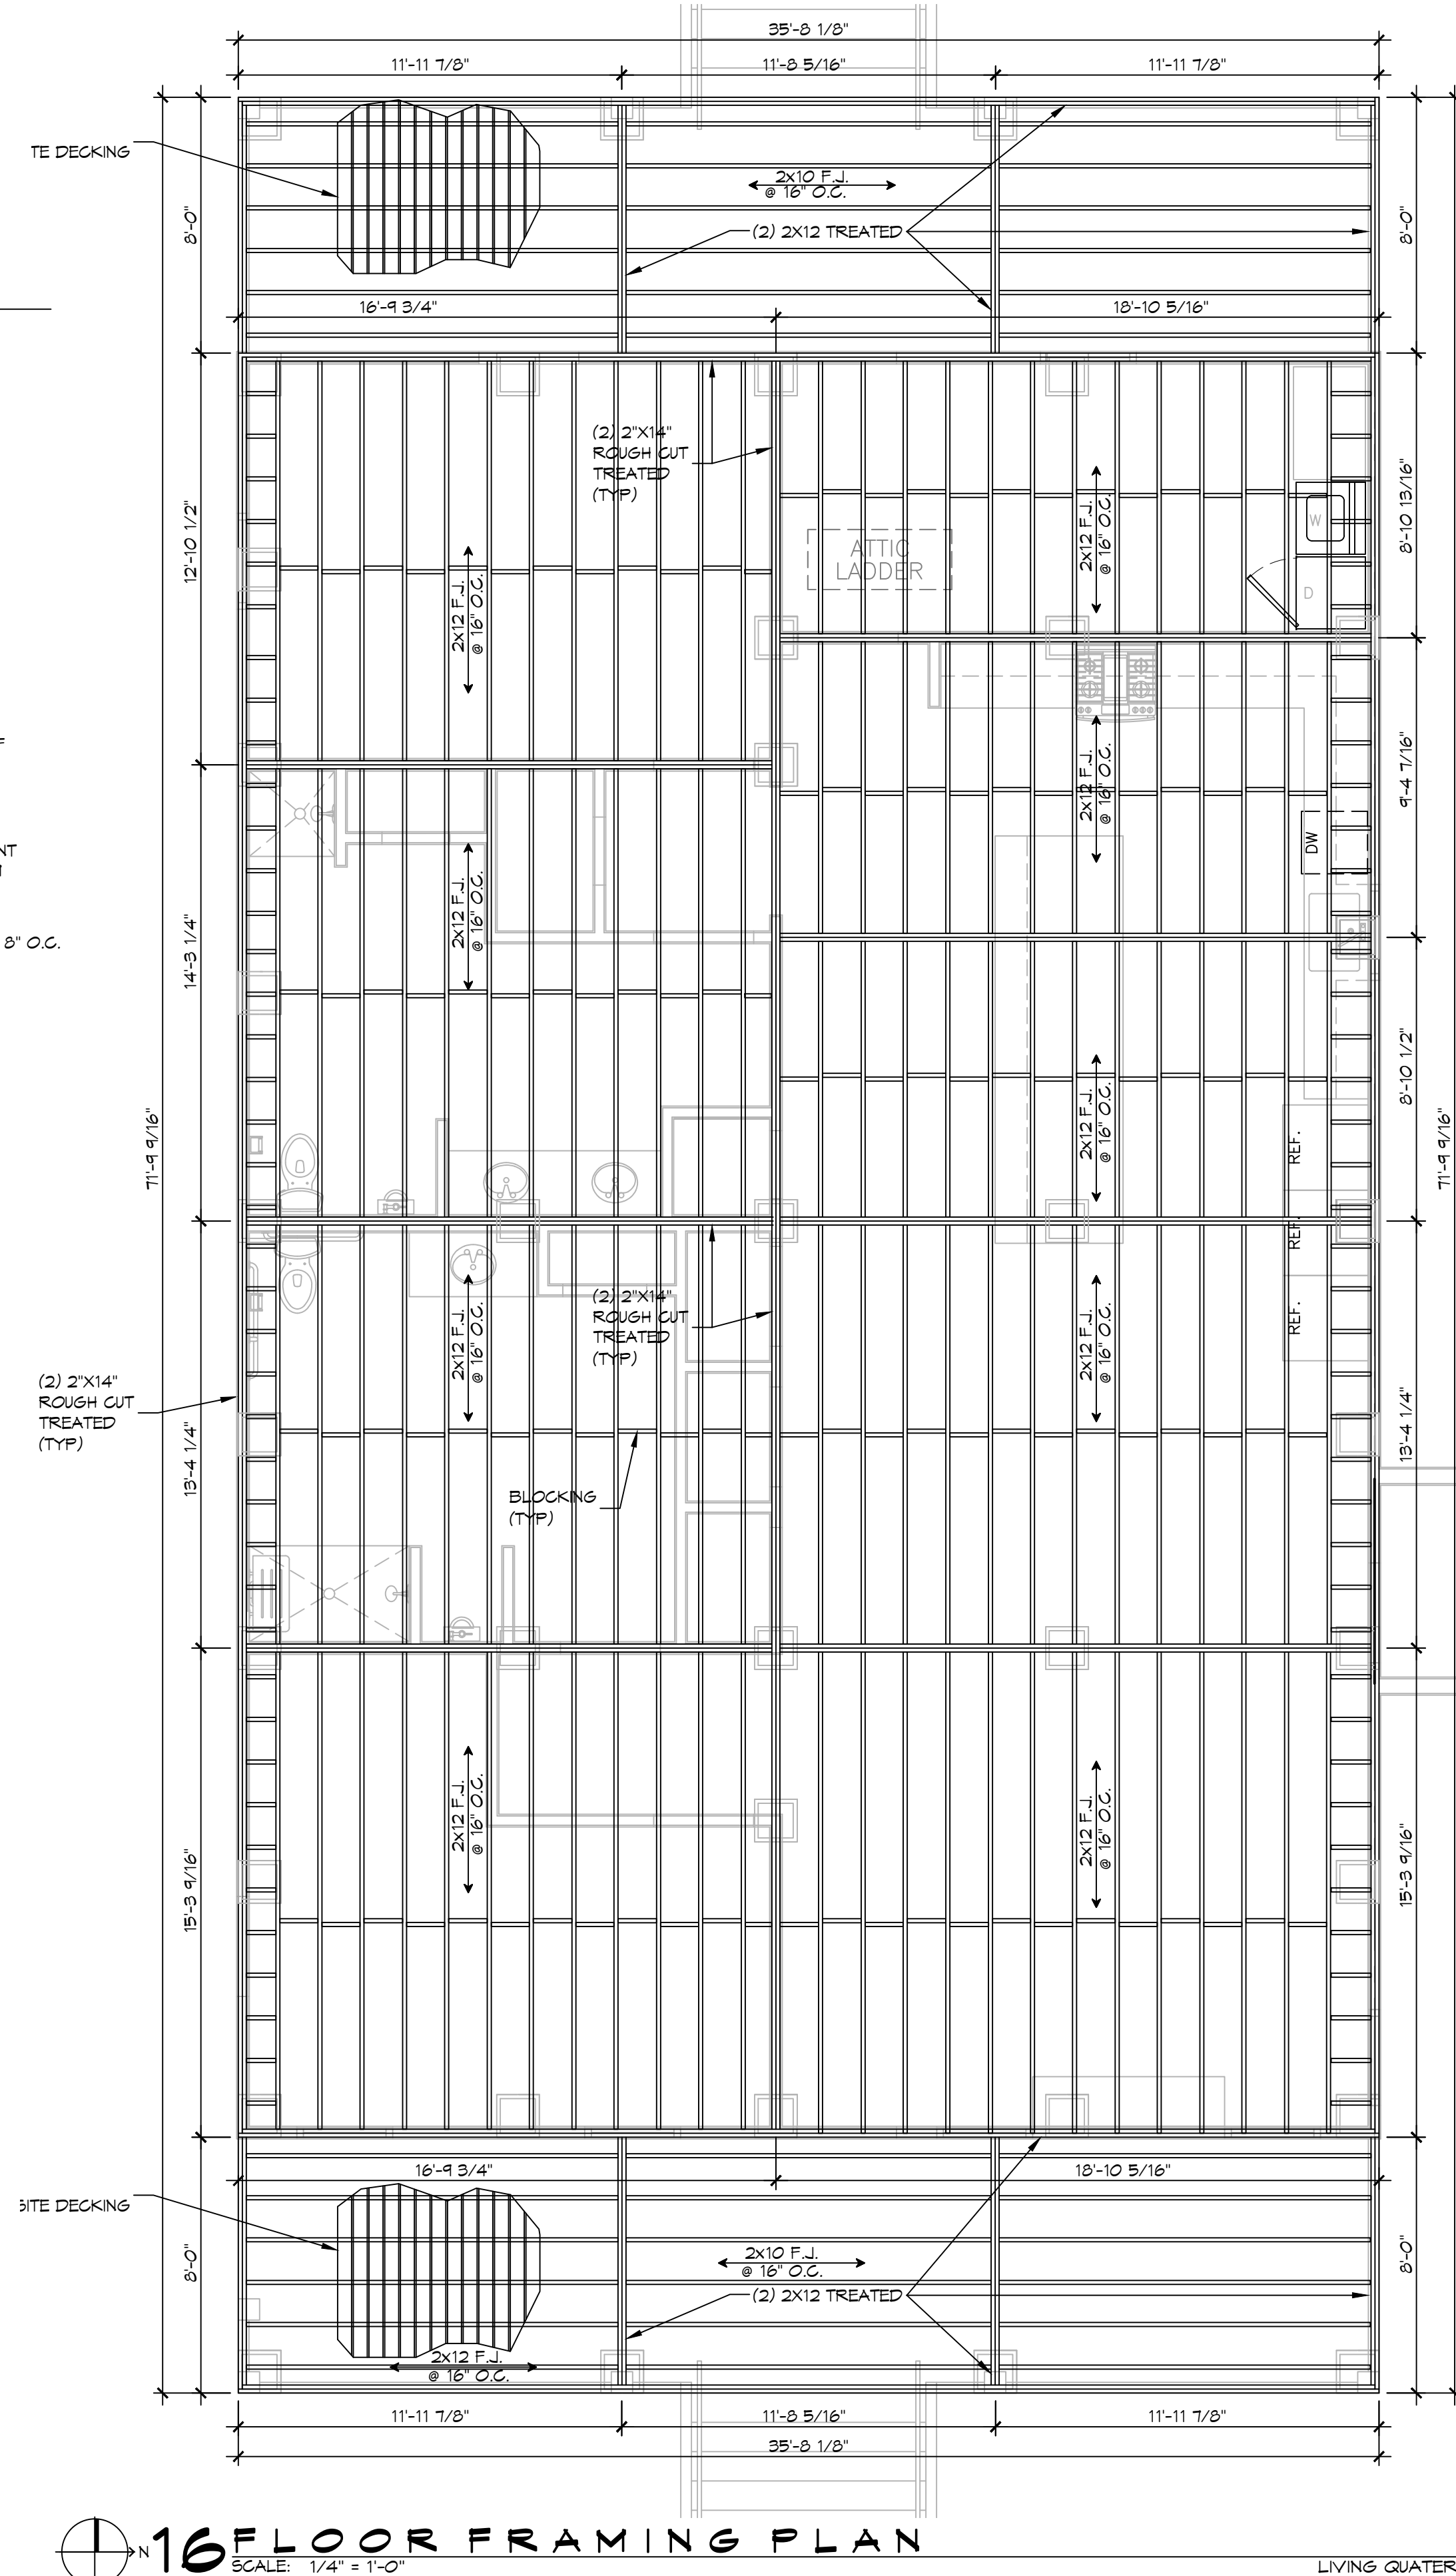 35'-8 1/8"
11'-11 7/8"
11'-8 5/16"
11'-11 7/8"
TE DECKING
8'-0"
2x10 F.J.
@ 16" O.C.
(2) 2X12 TREATED
8'-0"
16'-9 3/4"
18'-10 5/16"
(2) 2"X14"
ROUGH CUT
TREATED
(TYP)
12'-10 1/2"
2x12 F.J.
@ 16" O.C.
ATTIC
LADDER
2x12 F.J.
@ 16" O.C.
W
D
8'-10 13/16"
2x12 F.J.
@ 16" O.C.
9'-4 7/16"
DW
NT
8" O.C.
14'-3 1/4"
2x12 F.J.
@ 16" O.C.
71'-9 9/16"
2x12 F.J.
@ 16" O.C.
REF.
REF.
REF.
8'-10 1/2"
71'-9 9/16"
(2) 2"X14"
ROUGH CUT
TREATED
(TYP)
2x12 F.J.
@ 16" O.C.
2x12 F.J.
@ 16" O.C.
(2) 2"X14"
ROUGH CUT
TREATED
(TYP)
13'-4 1/4"
13'-4 1/4"
BLOCKING
(TYP)
2x12 F.J.
@ 16" O.C.
2x12 F.J.
@ 16" O.C.
15'-3 9/16"
15'-3 9/16"
16'-9 3/4"
18'-10 5/16"
SITE DECKING
8'-0"
2x10 F.J.
@ 16" O.C.
(2) 2X12 TREATED
8'-0"
2x12 F.J.
@ 16" O.C.
11'-11 7/8"
11'-8 5/16"
11'-11 7/8"
35'-8 1/8"
N
16 FLOOR FRAMING PLAN
SCALE: 1/4" = 1'-0"
LIVING QUATER